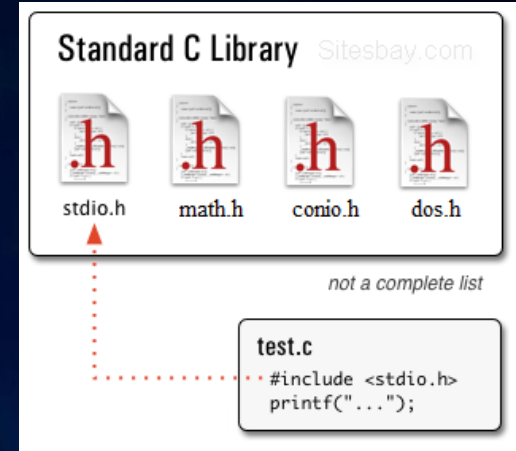 Standard C Library Sitesbay.com
.h .h .h .h
stdio.h math.h conio.h dos.h
not a complete list
test.c
#include <stdio.h>
printf("...");